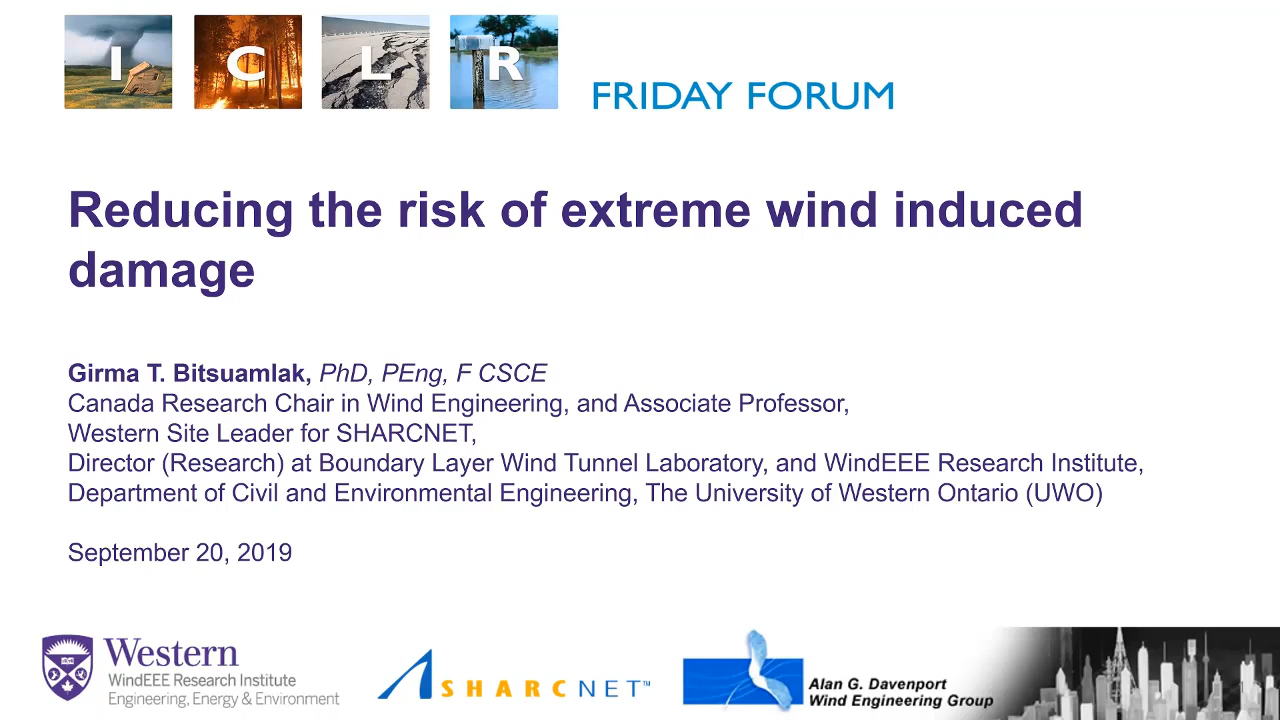 I C L R
FRIDAY FORUM
Reducing the risk of extreme wind induced
damage
Girma T. Bitsuamlak, PhD, PEng, F CSCE
Canada Research Chair in Wind Engineering, and Associate Professor,
Western Site Leader for SHARCNET,
Director (Research) at Boundary Layer Wind Tunnel Laboratory, and WindEEE Research Institute,
Department of Civil and Environmental Engineering, The University of Western Ontario (UWO)
September 20, 2019
Western
WindEEE Research Institute
Engineering, Energy & Environment
SHARCNET™
Alan G. Davenport
Wind Engineering Group